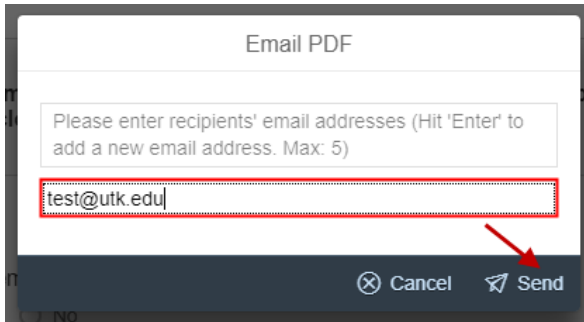 Email PDF
Please enter recipients' email addresses (Hit 'Enter' to
add a new email address. Max: 5)
test@utk.edu
Cancel Send
No